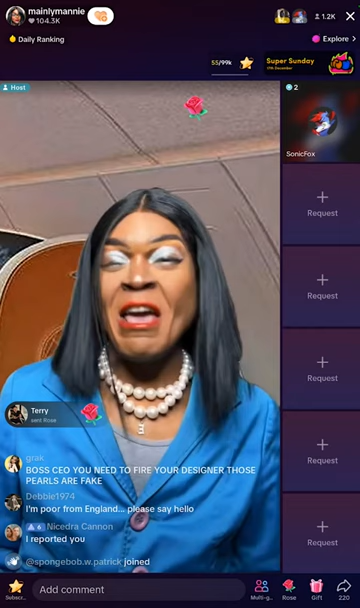 mainlymannie
104.3K
1.2K
Daily Ranking
Explore >
55/99k
Super Sunday
Host
2
SonicFox
+
Request
+
Request
+
Request
+
Request
+
Request
Terry
sent Rose
grak
BOSS CEO YOU NEED TO FIRE YOUR DESIGNER THOSE
PEARLS ARE FAKE
Debbie1974
I'm poor from England... please say hello
6 Nicedra Cannon
I reported you
@spongebob.w.patrick joined
Subscr...
Add comment
Multi-g...
Rose
Gift
220